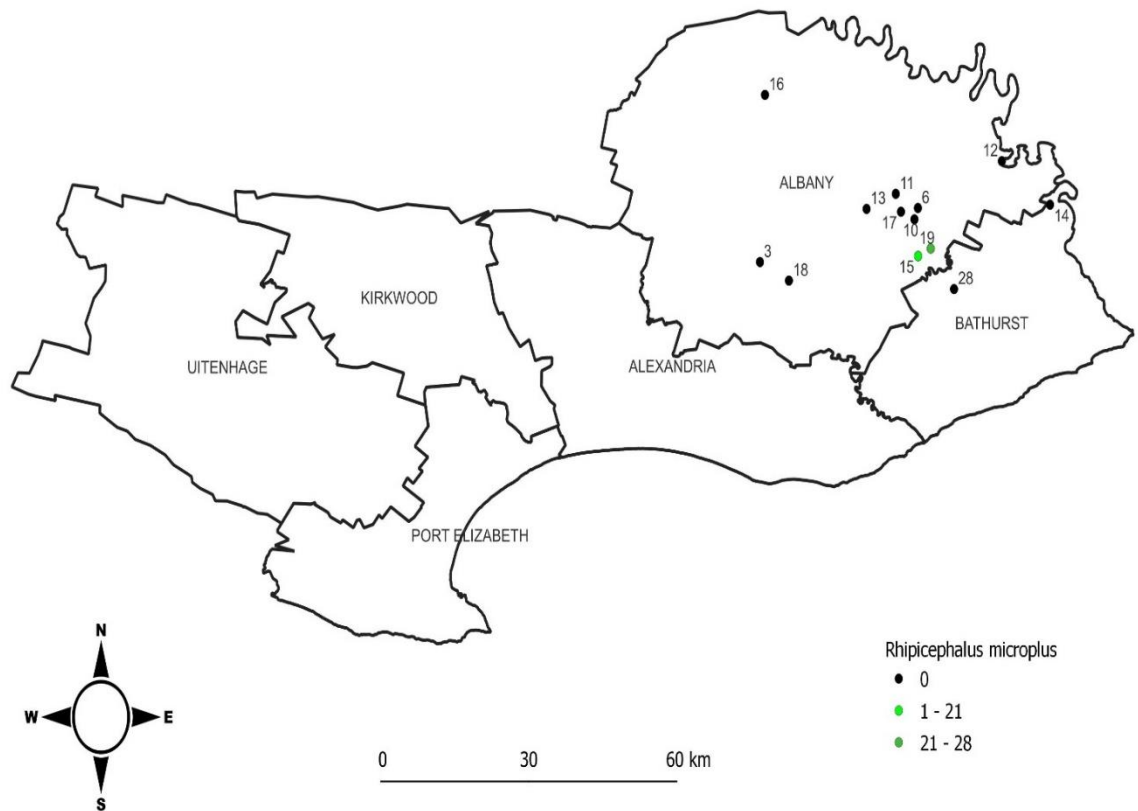 16
12
ALBANY
11
13
6
14
17
10
19
3
15
18
28
KIRKWOOD
BATHURST
UITENHAGE
ALEXANDRIA
PORT ELIZABETH
N
W
E
S
Rhipicephalus microplus
0
1 - 21
21 - 28
0
30
60 km